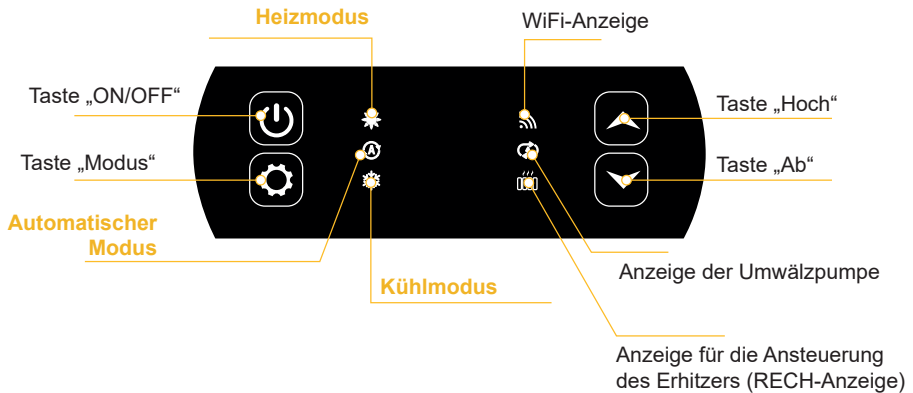 Heizmodus
WiFi-Anzeige
Taste „ON/OFF“
Taste „Hoch“
Taste „Modus“
A
Taste „Ab“
Automatischer
Modus
Kühlmodus
Anzeige der Umwälzpumpe
Anzeige für die Ansteuerung
des Erhitzers (RECH-Anzeige)